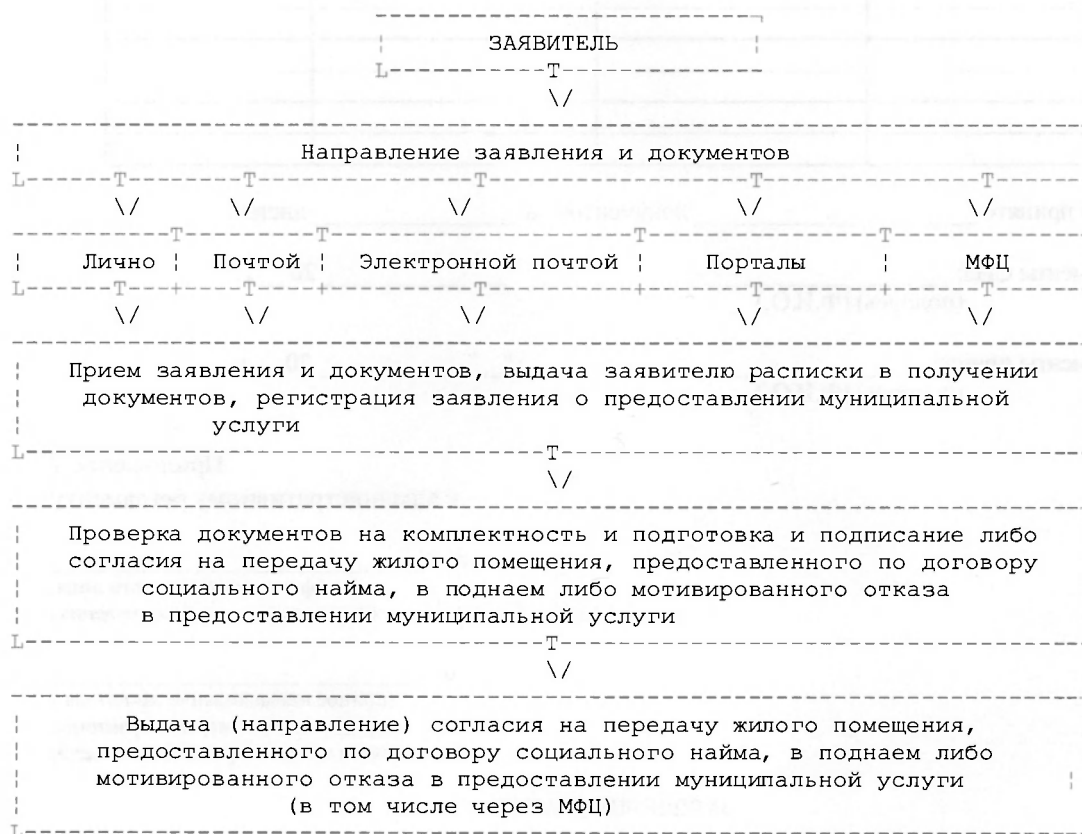 ЗАЯВИТЕЛЬ
Направление заявления и документов
Лично
Почтой
Электронной почтой
Порталы
МФЦ
Прием заявления и документов, выдача заявителю расписки в получении
документов, регистрация заявления о предоставлении муниципальной
услуги
Проверка документов на комплектность и подготовка и подписание либо
согласия на передачу жилого помещения, предоставленного по договору
социального найма, в поднаем либо мотивированного отказа
в предоставлении муниципальной услуги
Выдача (направление) согласия на передачу жилого помещения,
предоставленного по договору социального найма, в поднаем либо
мотивированного отказа в предоставлении муниципальной услуги
(в том числе через МФЦ)